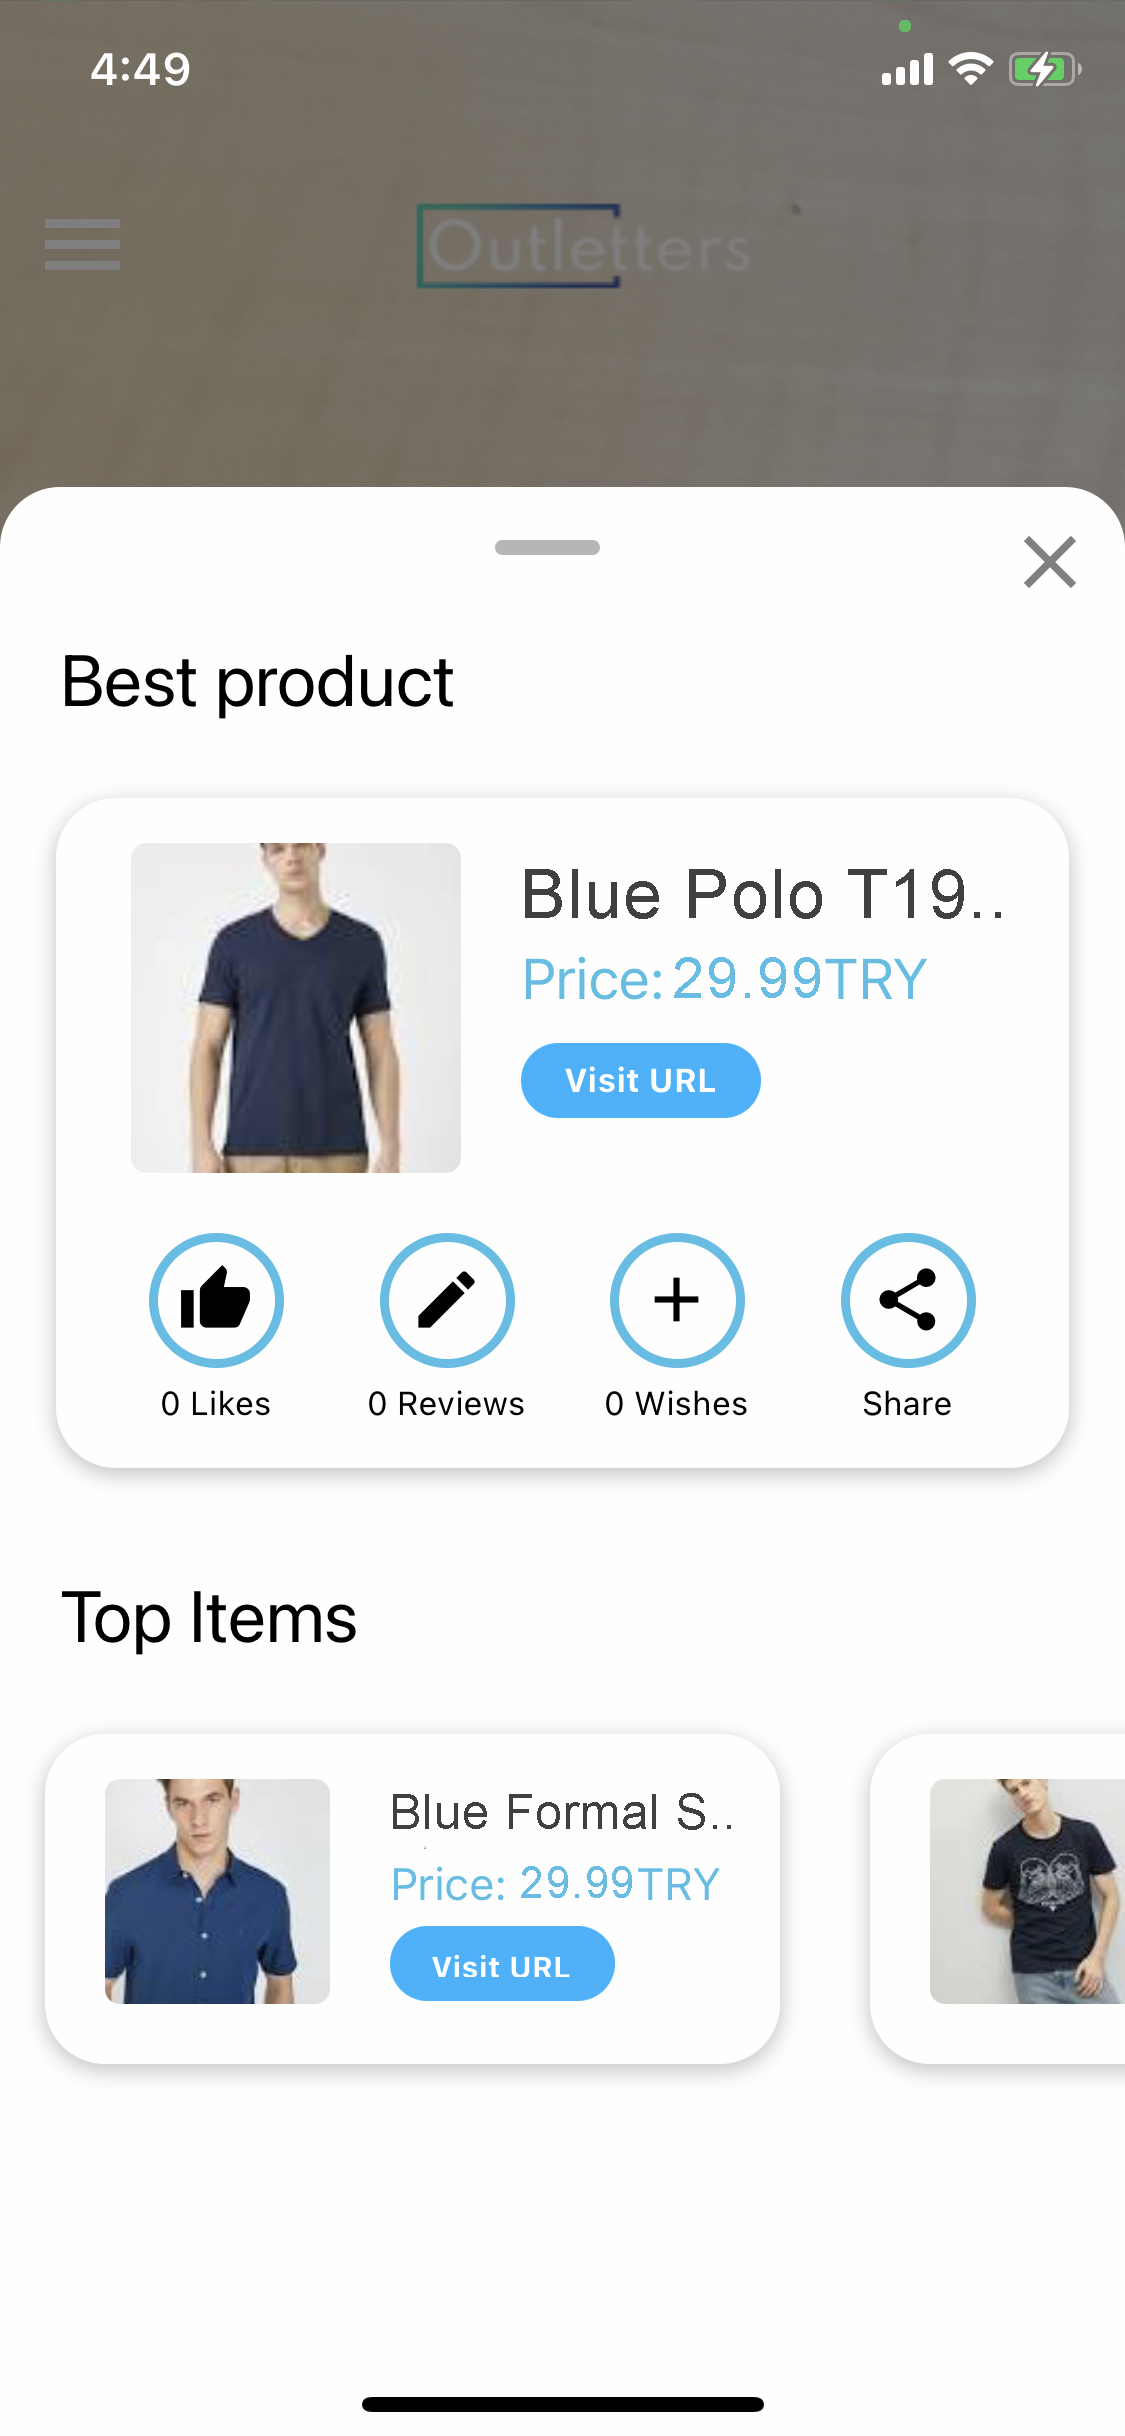 4:49
Outletters
Best product
Blue Polo T19..
Price: 29.99TRY
Visit URL
0 Likes
0 Reviews
0 Wishes
Share
Top Items
Blue Formal S..
Price: 29.99TRY
Visit URL